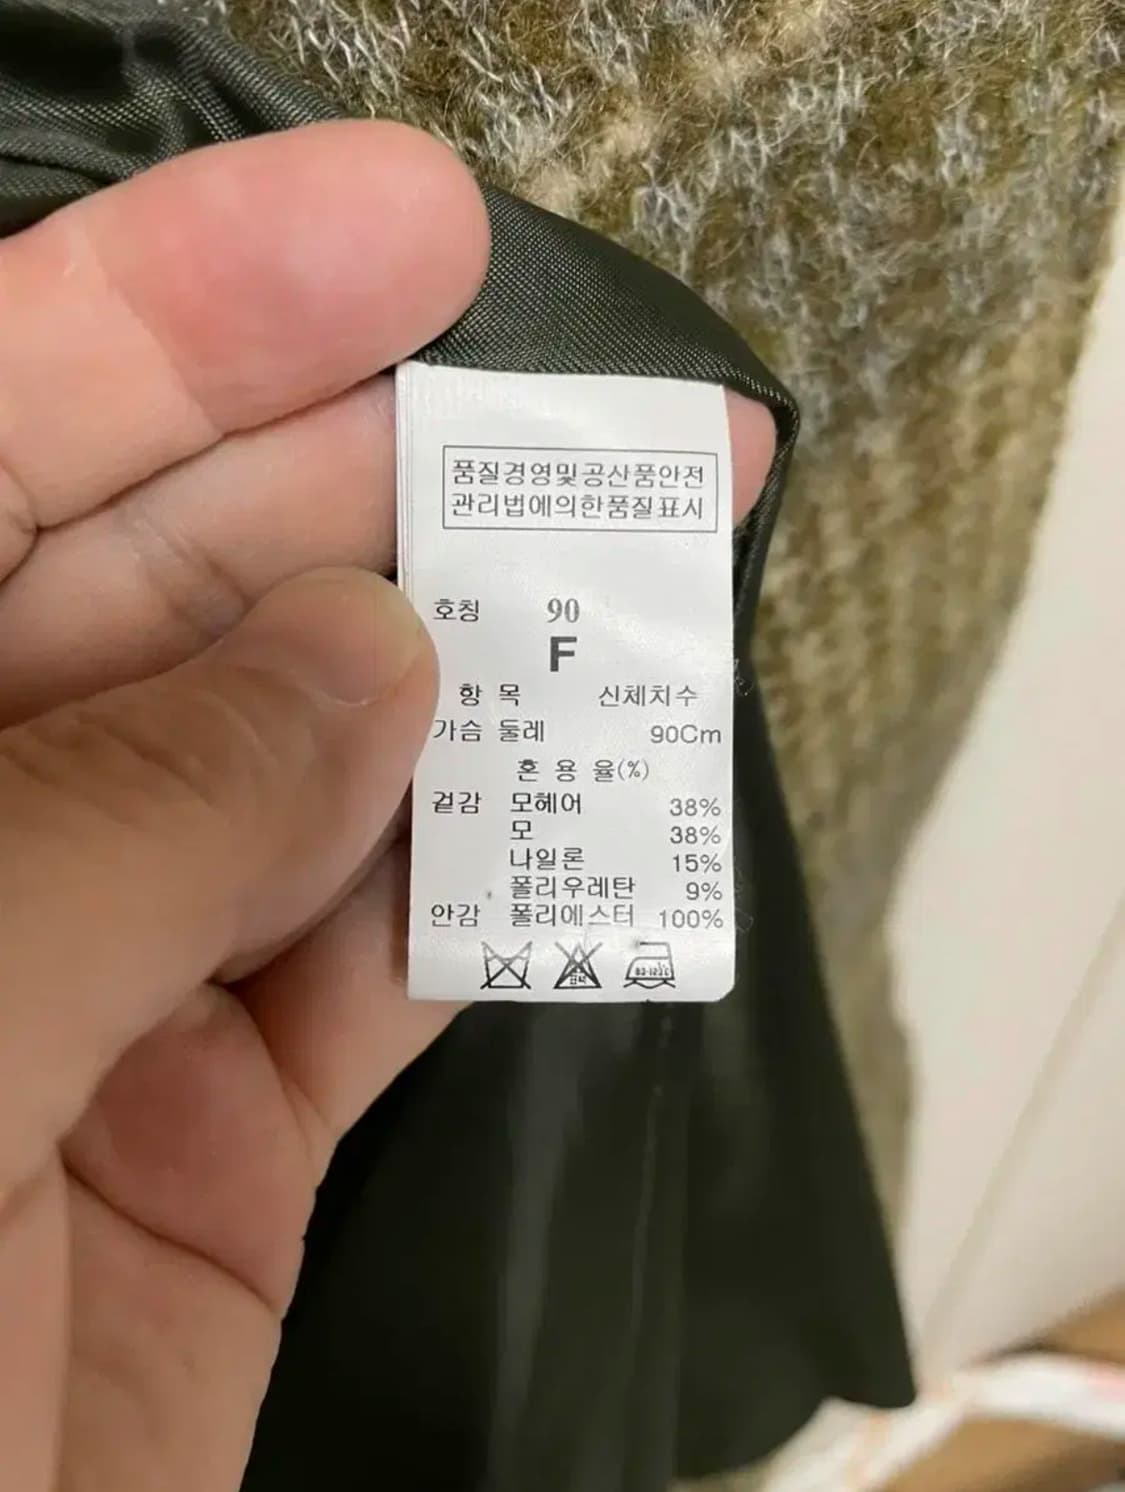 품질경영및공산품안전
관리법에의한품질표시
호칭 90
F
항 목 신체치수
가슴 둘레 90Cm
혼 용 율(%)
겉감 모헤어 38%
모 38%
나일론 15%
폴리우레탄 9%
안감 폴리에스터 100%